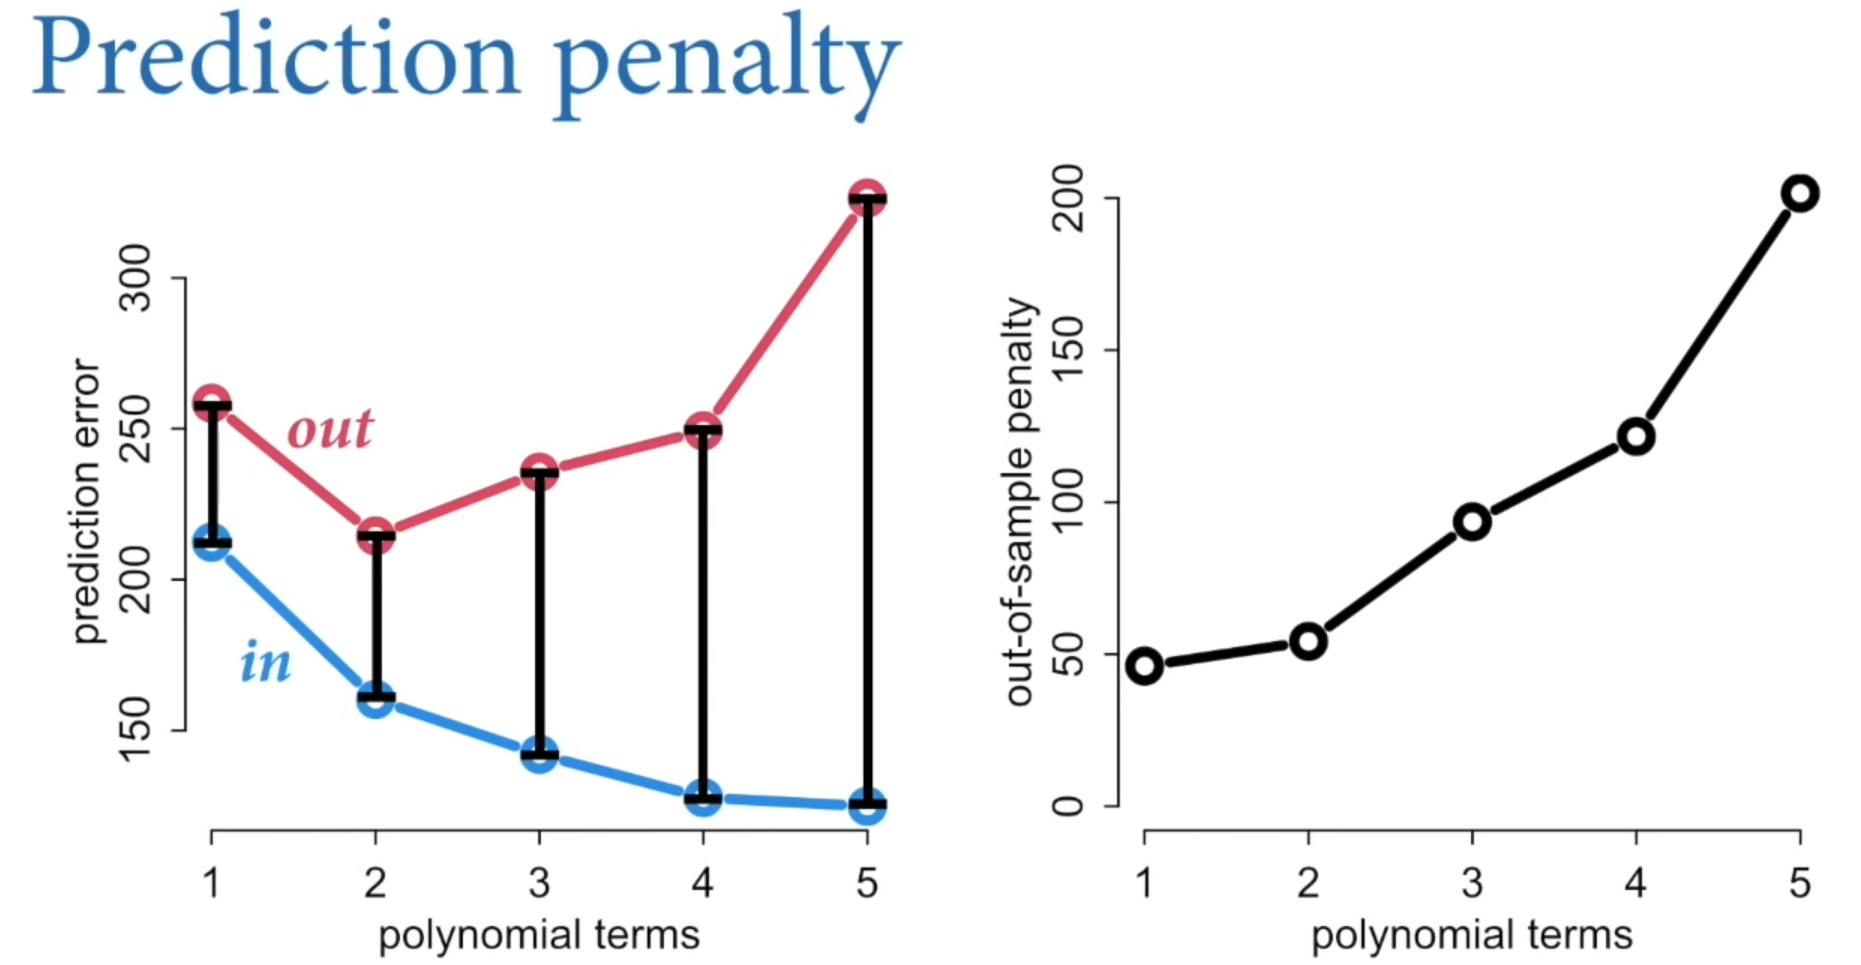 Prediction penalty
prediction error
300
250
200
150
out
in
1 2 3 4 5
polynomial terms
out-of-sample penalty
200
150
100
50
0
1 2 3 4 5
polynomial terms